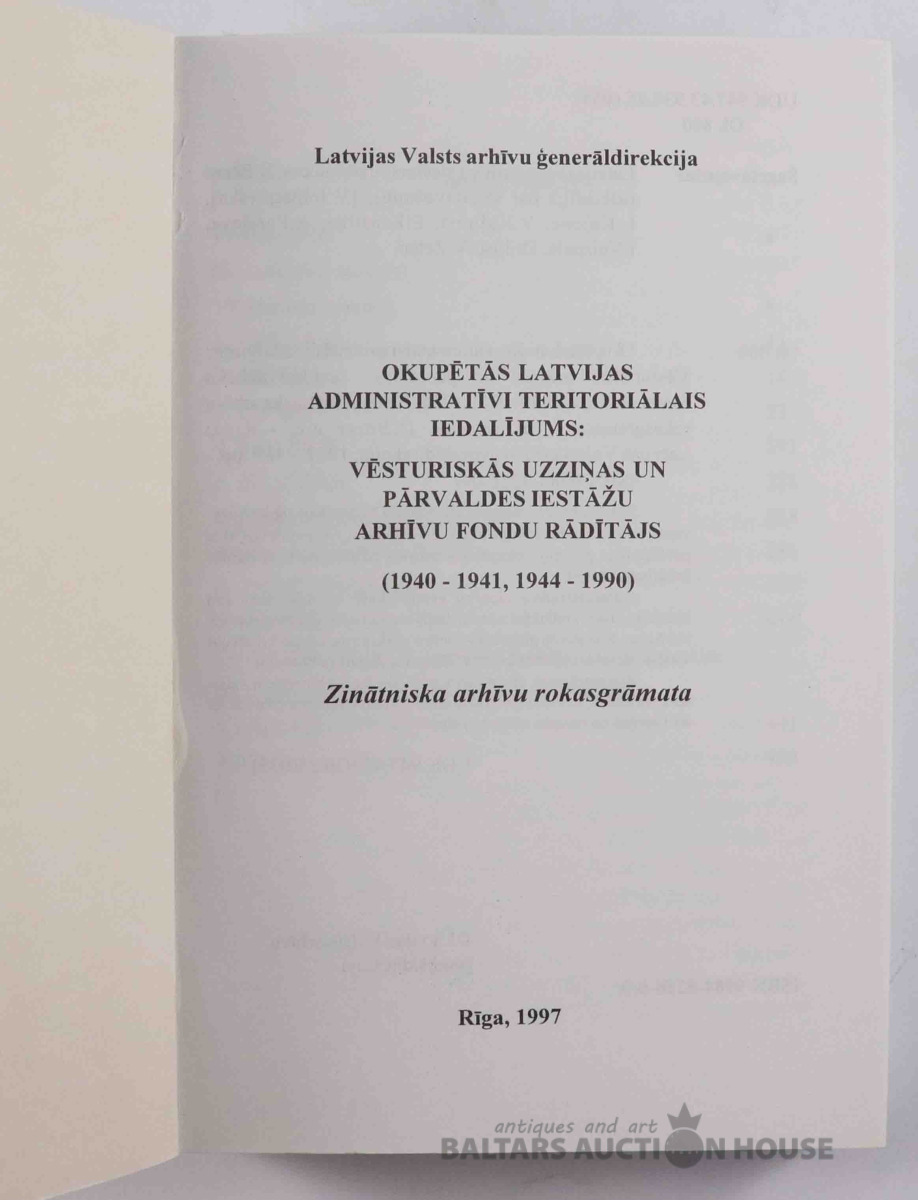 Latvijas Valsts arhīvu ģenerāldirekcija
OKUPĒTĀS LATVIJAS
ADMINISTRATĪVI TERITORIĀLAIS
IEDALĪJUMS:
VĒSTURISKĀS UZZIŅAS UN
PĀRVALDES IESTĀŽU
ARHĪVU FONDU RĀDĪTĀJS
(1940 - 1941, 1944 - 1990)
Zinātniska arhīvu rokasgrāmata
Rīga, 1997
antiques and art
BALTARS AUCTION HOUSE